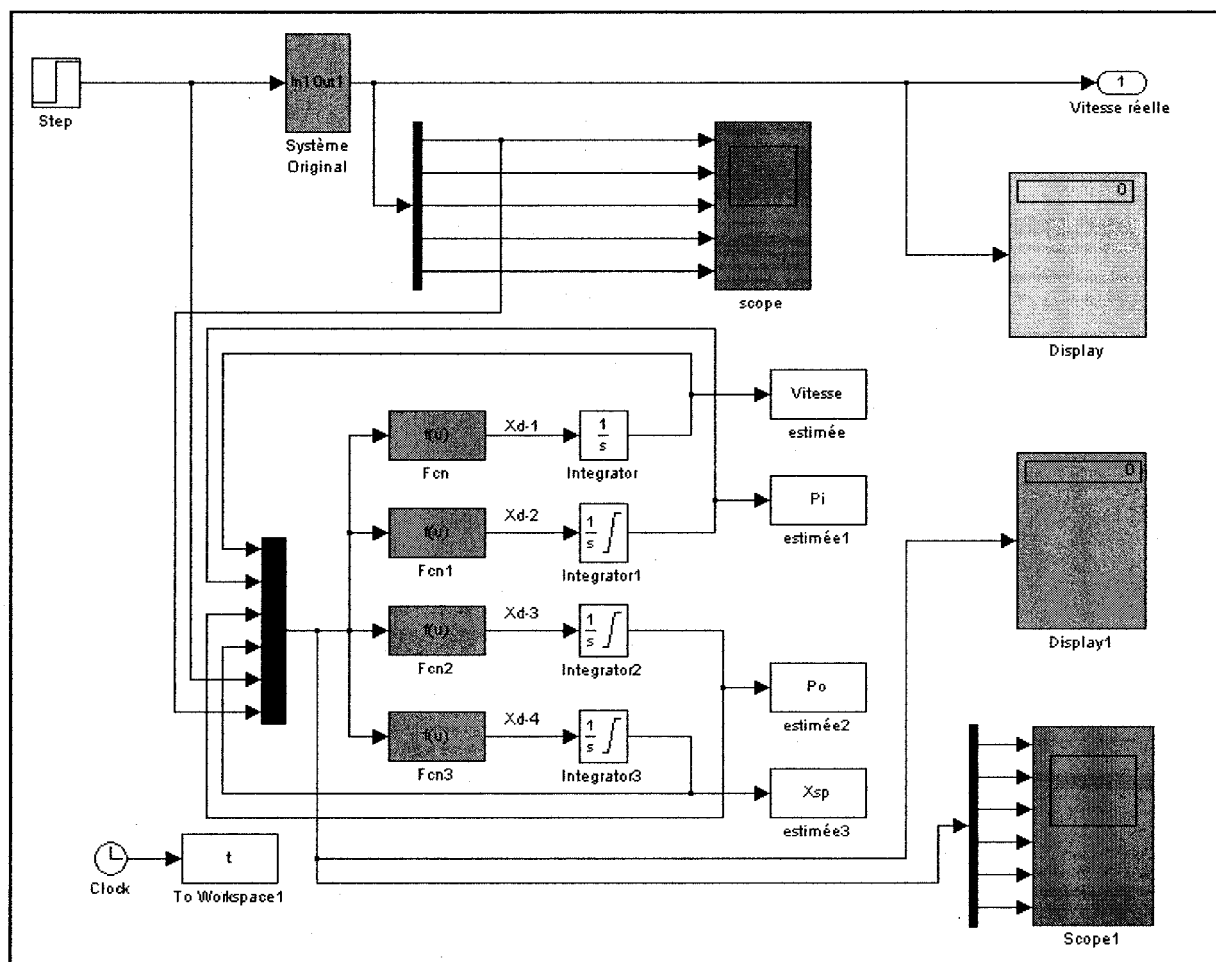 Step
In1 Out1
Système
Original
1
Vitesse réelle
scope
0
Display
f(u)
Fcn
Xd-1
1
s
Integrator
Vitesse
estimée
f(u)
Fcn1
Xd-2
1
s
Integrator1
Pi
estimée1
0
Display1
f(u)
Fcn2
Xd-3
1
s
Integrator2
Po
estimée2
f(u)
Fcn3
Xd-4
1
s
Integrator3
Xsp
estimée3
Clock
t
To Workspace1
Scope1